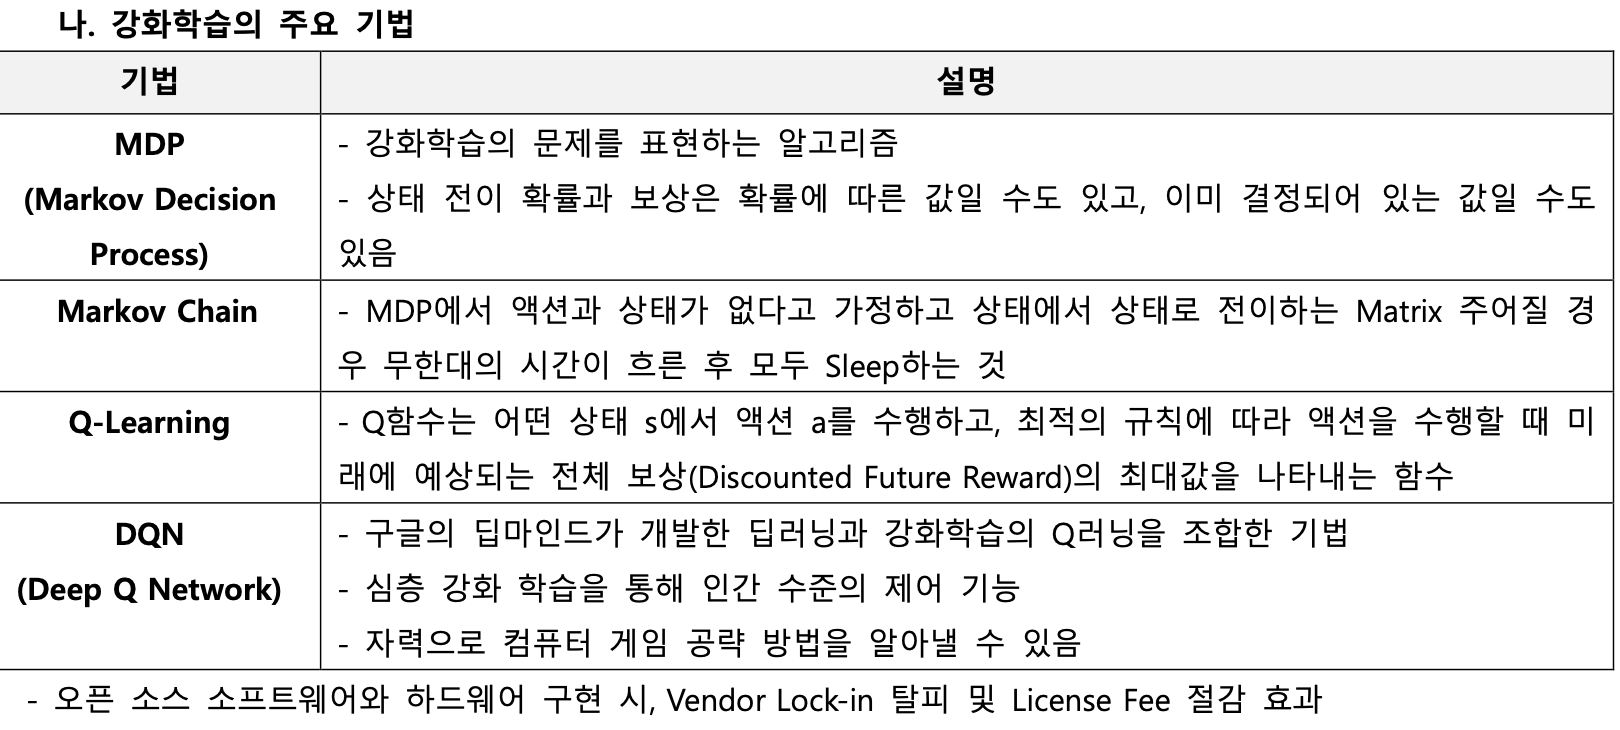 나. 강화학습의 주요 기법
기법
설명
MDP
(Markov Decision
Process)
- 강화학습의 문제를 표현하는 알고리즘
- 상태 전이 확률과 보상은 확률에 따른 값일 수도 있고, 이미 결정되어 있는 값일 수도
있음
Markov Chain
- MDP에서 액션과 상태가 없다고 가정하고 상태에서 상태로 전이하는 Matrix 주어질 경
우 무한대의 시간이 흐른 후 모두 Sleep하는 것
Q-Learning
- Q함수는 어떤 상태 s에서 액션 a를 수행하고, 최적의 규칙에 따라 액션을 수행할 때 미
래에 예상되는 전체 보상(Discounted Future Reward)의 최대값을 나타내는 함수
DQN
(Deep Q Network)
- 구글의 딥마인드가 개발한 딥러닝과 강화학습의 Q러닝을 조합한 기법
- 심층 강화 학습을 통해 인간 수준의 제어 기능
- 자력으로 컴퓨터 게임 공략 방법을 알아낼 수 있음
- 오픈 소스 소프트웨어와 하드웨어 구현 시, Vendor Lock-in 탈피 및 License Fee 절감 효과